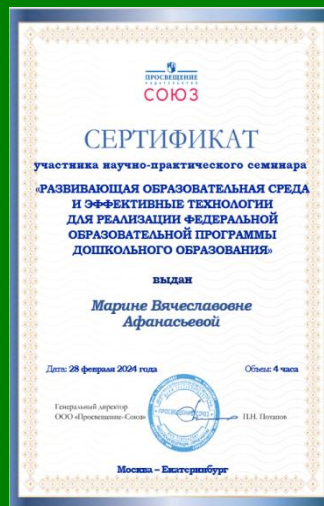 ПРОСВЕЩЕНИЕ
СОЮЗ
СЕРТИФИКАТ
участника научно-практического семинара
«РАЗВИВАЮЩАЯ ОБРАЗОВАТЕЛЬНАЯ СРЕДА
И ЭФФЕКТИВНЫЕ ТЕХНОЛОГИИ
ДЛЯ РЕАЛИЗАЦИИ ФЕДЕРАЛЬНОЙ
ОБРАЗОВАТЕЛЬНОЙ ПРОГРАММЫ
ДОШКОЛЬНОГО ОБРАЗОВАНИЯ»
выдан
Марине Вячеславовне
Афанасьевой
Дата: 28 февраля 2024 года Объем: 4 часа
Генеральный директор
ООО «Просвещение-Союз» П.Н.
Москва – Екатеринбург